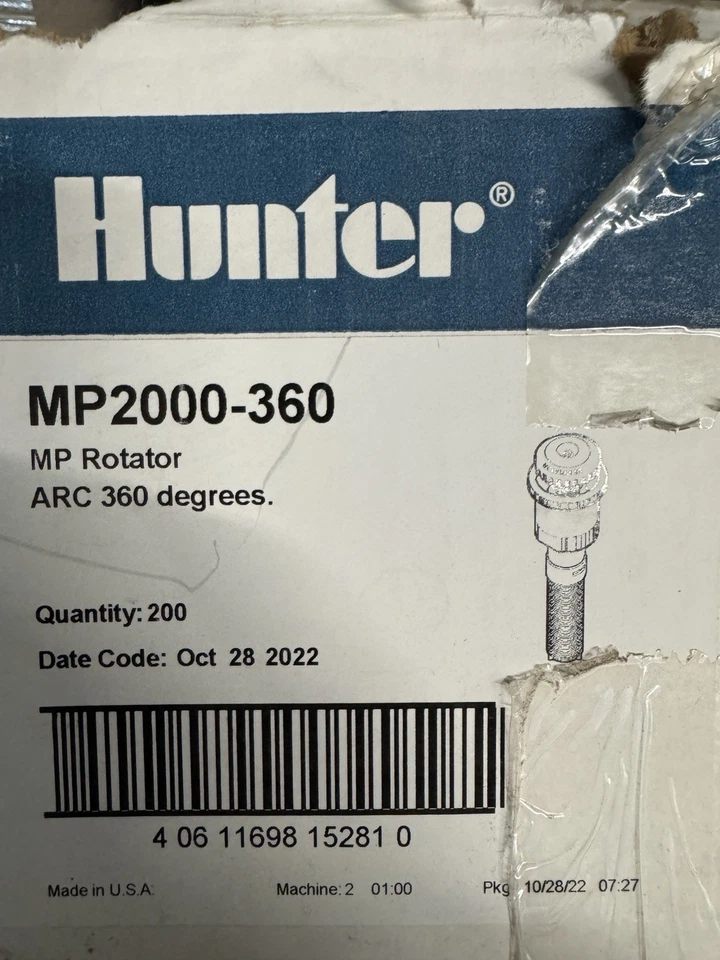 Hunter®
MP2000-360
MP Rotator
ARC 360 degrees.
Quantity: 200
Date Code: Oct 28 2022
4 06 11698 15281 0
Made in U.S.A. Machine: 2 01:00 Pkg 10/28/22 07:27